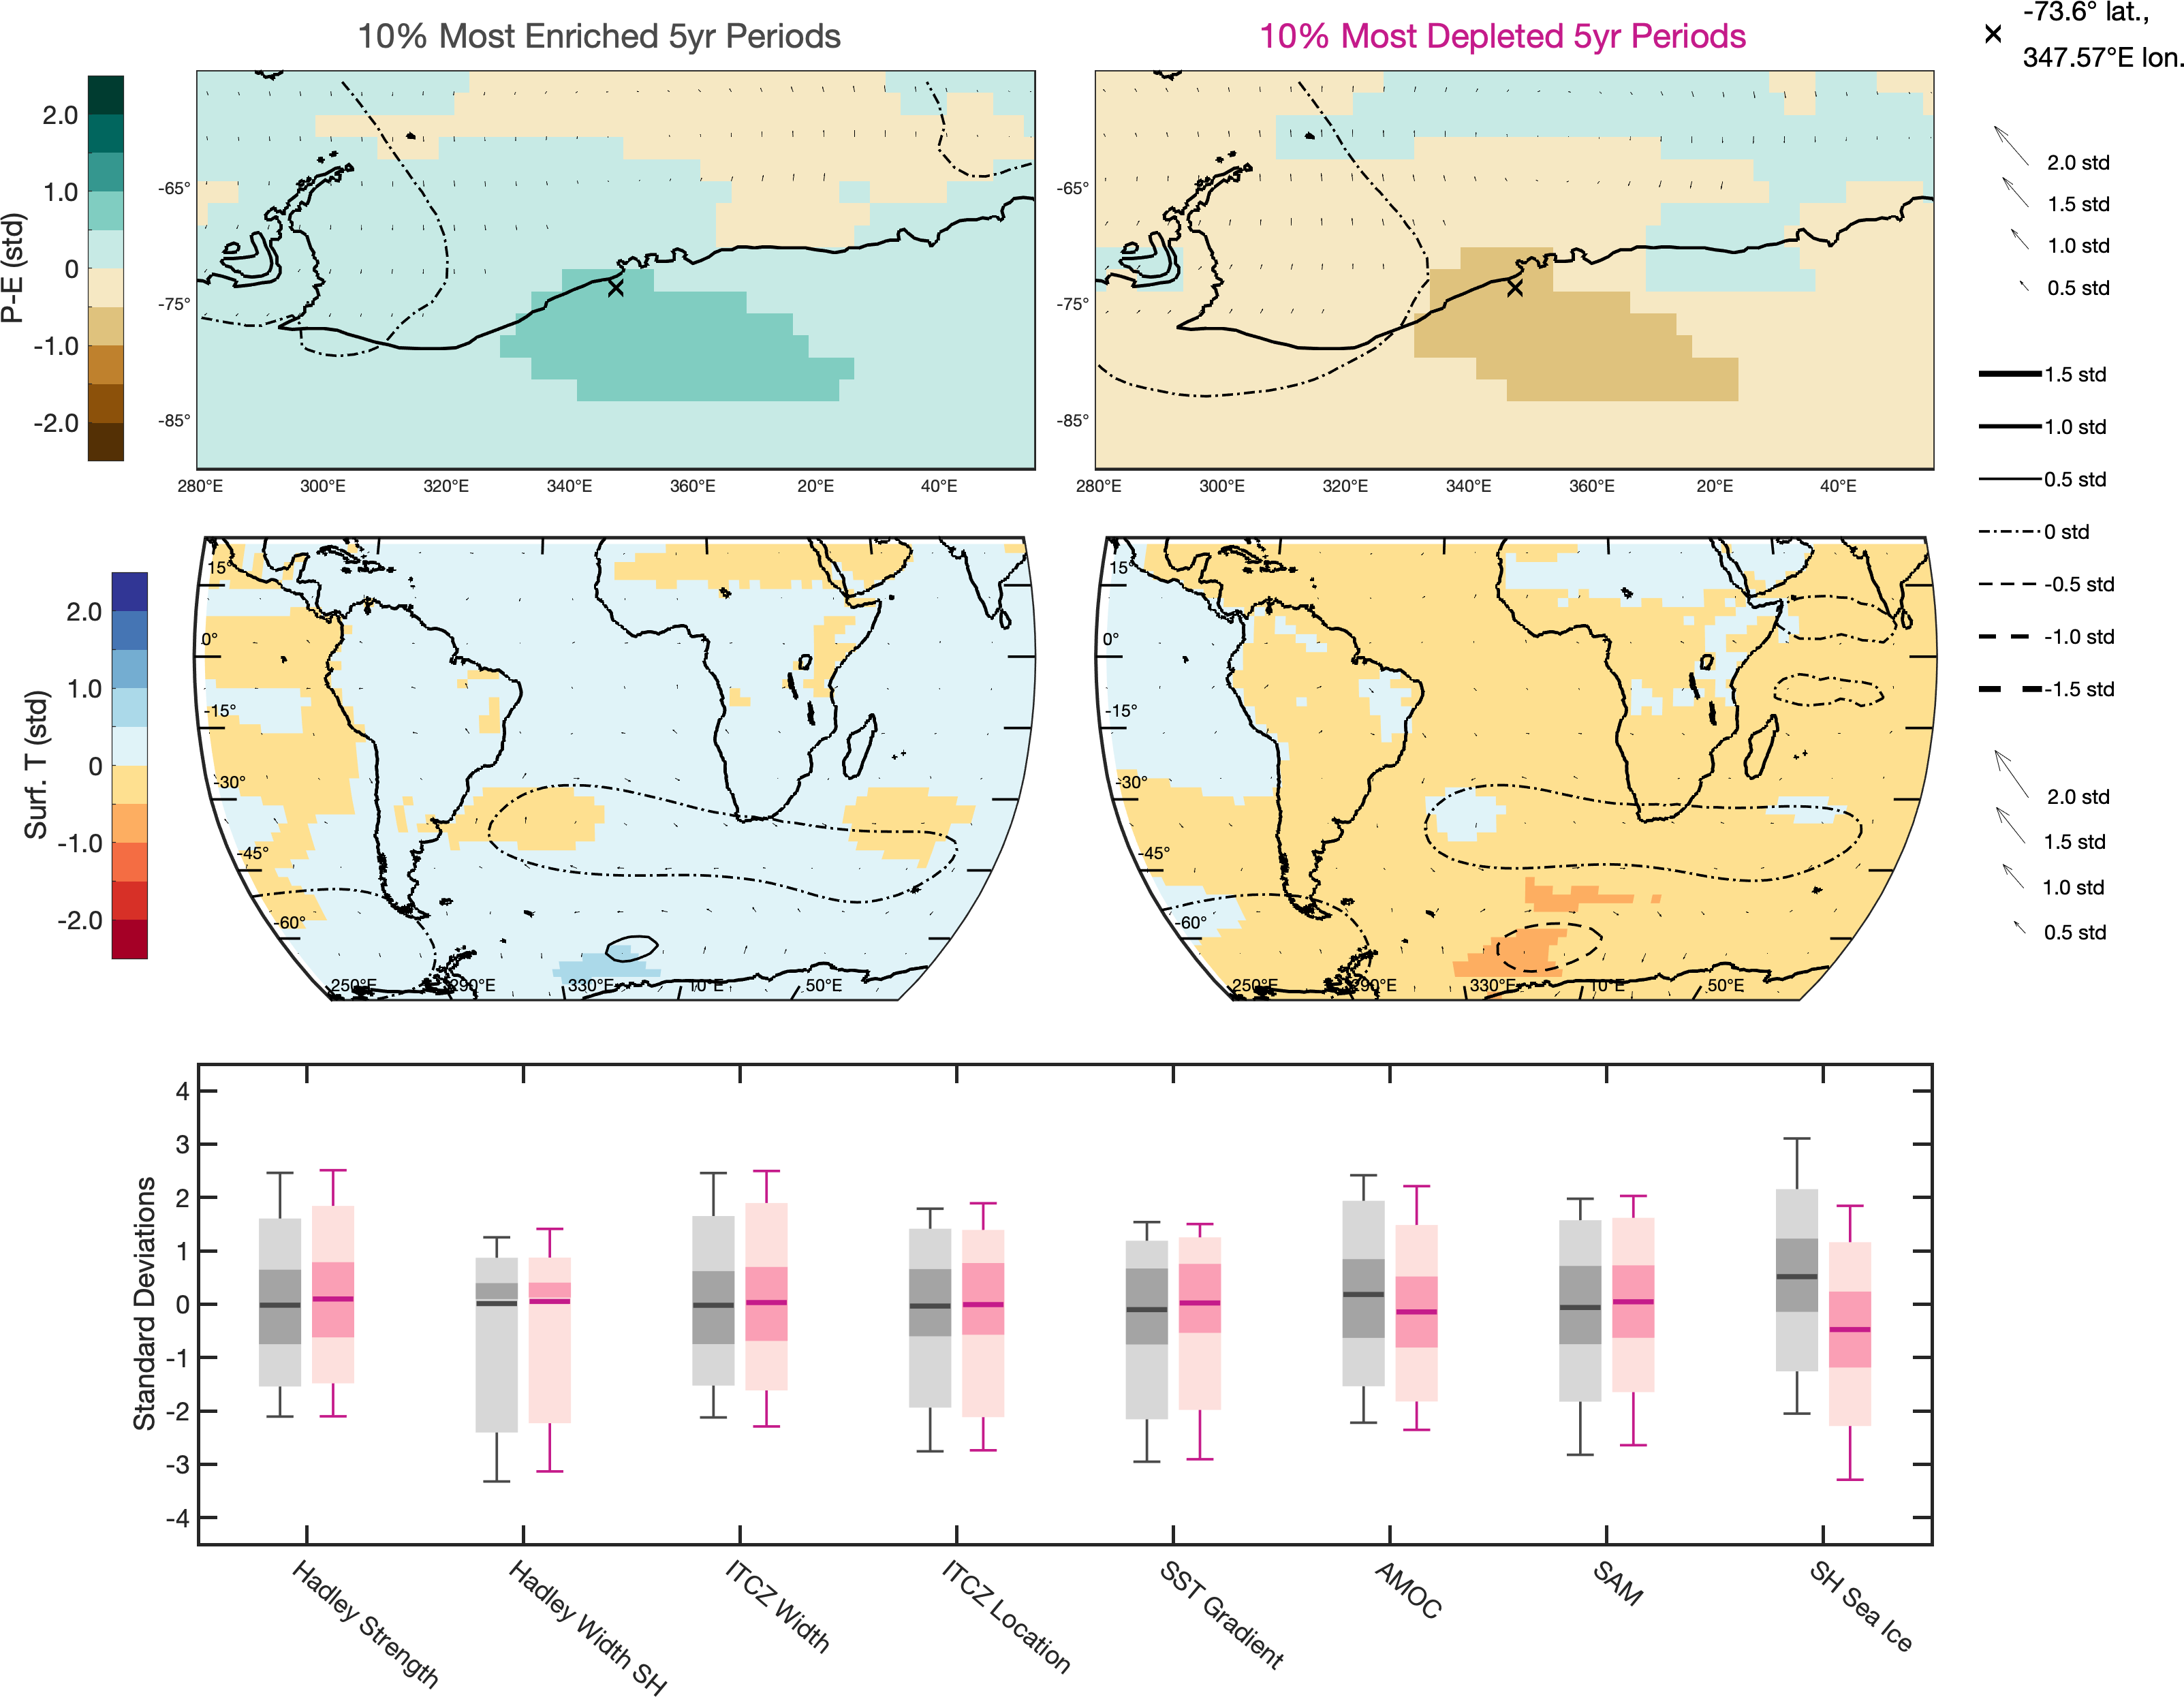 10% Most Enriched 5yr Periods
10% Most Depleted 5yr Periods
-73.6° lat.,
347.57°E lon.
P-E (std)
2.0
1.0
0
-1.0
-2.0
-65°
-75°
-85°
280°E 300°E 320°E 340°E 360°E 20°E 40°E
-65°
-75°
-85°
280°E 300°E 320°E 340°E 360°E 20°E 40°E
2.0 std
1.5 std
1.0 std
0.5 std
1.5 std
1.0 std
0.5 std
0 std
-0.5 std
-1.0 std
-1.5 std
2.0 std
1.5 std
1.0 std
0.5 std
Surf. T (std)
2.0
1.0
0
-1.0
-2.0
15°
0°
-15°
-30°
-45°
-60°
250°E 290°E 330°E 10°E 50°E
15°
0°
-15°
-30°
-45°
-60°
250°E 290°E 330°E 10°E 50°E
Standard Deviations
4
3
2
1
0
-1
-2
-3
-4
Hadley Strength
Hadley Width SH
ITCZ Width
ITCZ Location
SST Gradient
AMOC
SAM
SH Sea Ice